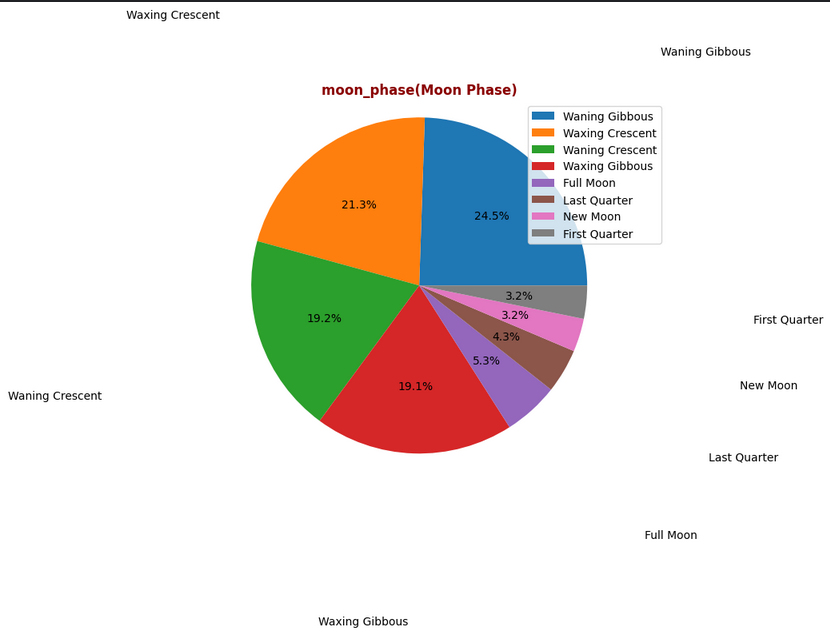 Waxing Crescent
Waning Gibbous
moon_phase(Moon Phase)
Waning Gibbous
Waxing Crescent
Waning Crescent
Waxing Gibbous
Full Moon
Last Quarter
New Moon
First Quarter
21.3%
24.5%
3.2%
3.2%
19.2%
4.3%
5.3%
19.1%
First Quarter
New Moon
Waning Crescent
Last Quarter
Full Moon
Waxing Gibbous